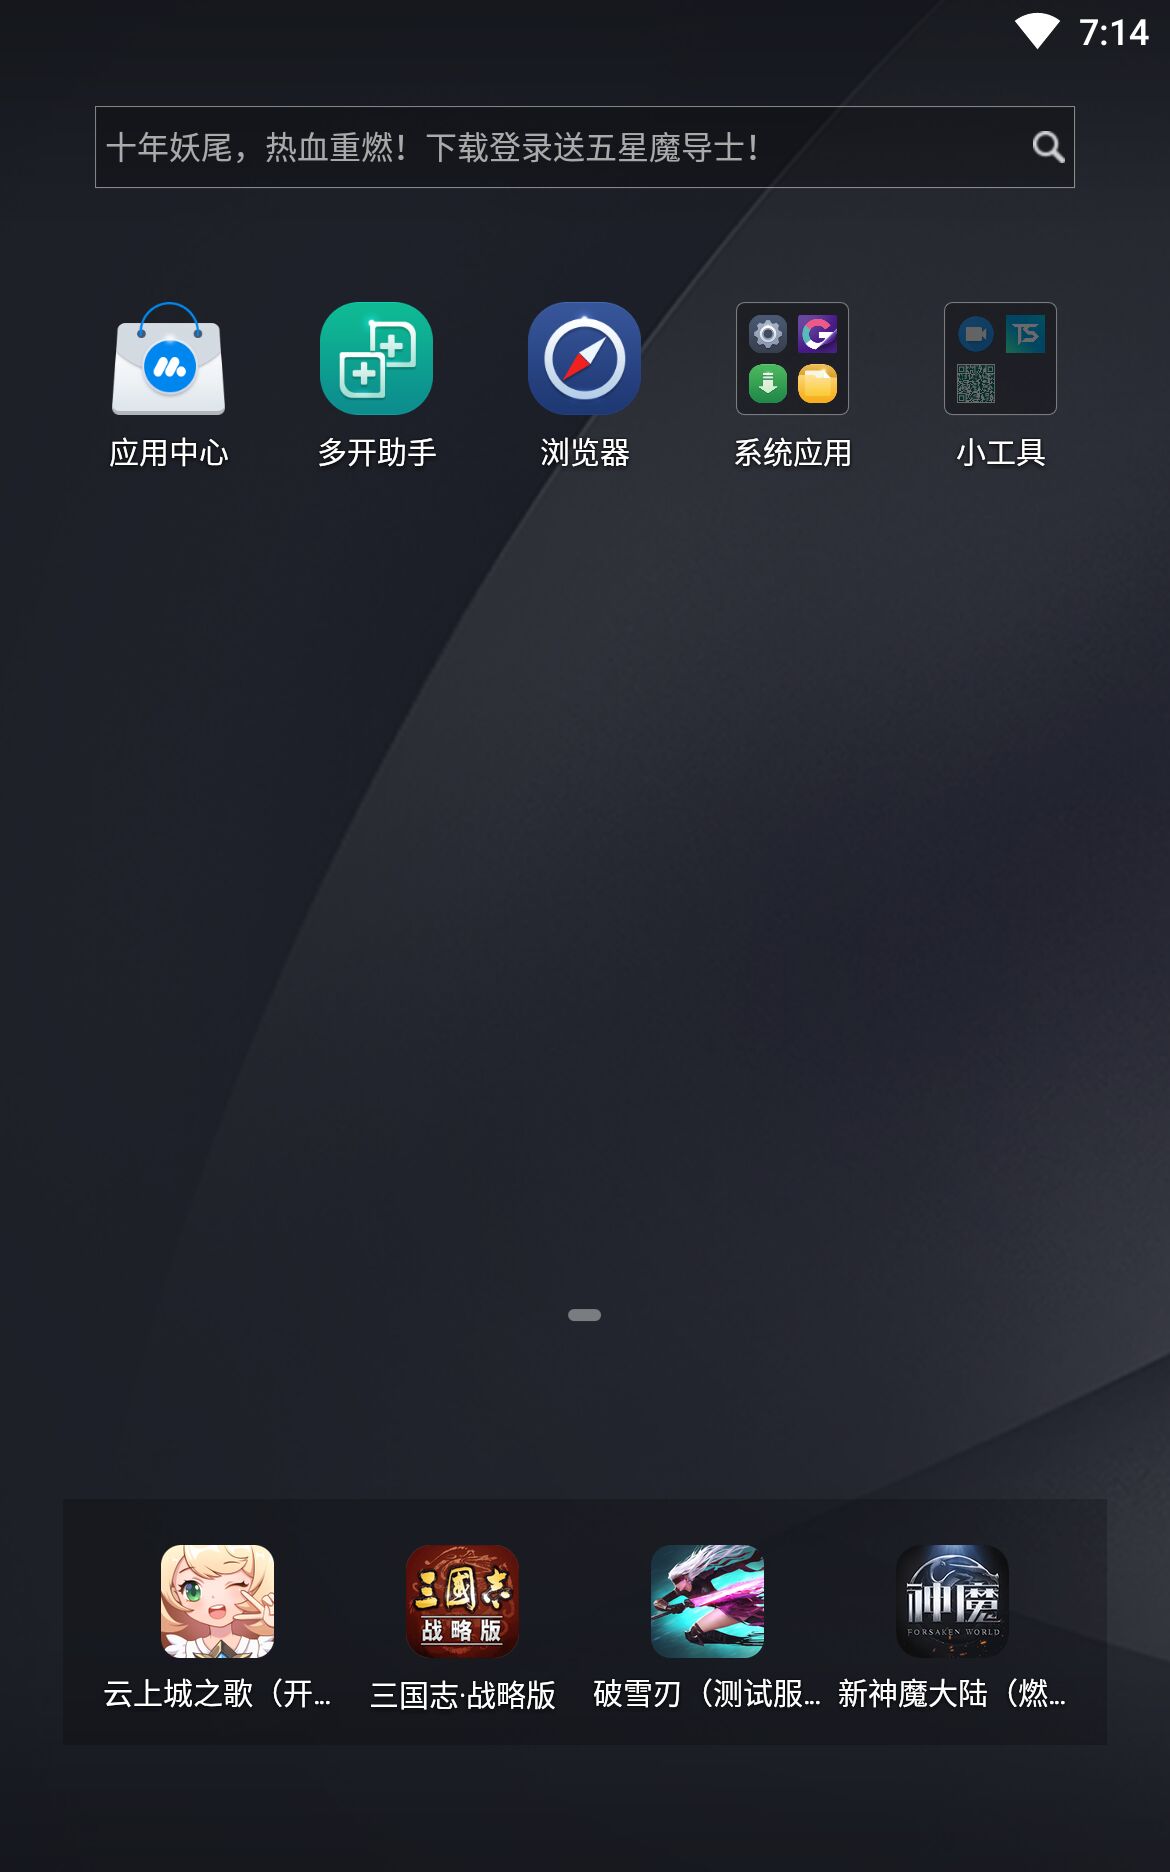 7:14
十年妖尾，热血重燃！下载登录送五星魔导士！
应用中心
多开助手
浏览器
系统应用
小工具
TS
三國志
战略版
神魔
FORSAKEN WORLD
云上城之歌（开...
三国志·战略版
破雪刃（测试服...
新神魔大陆（燃...